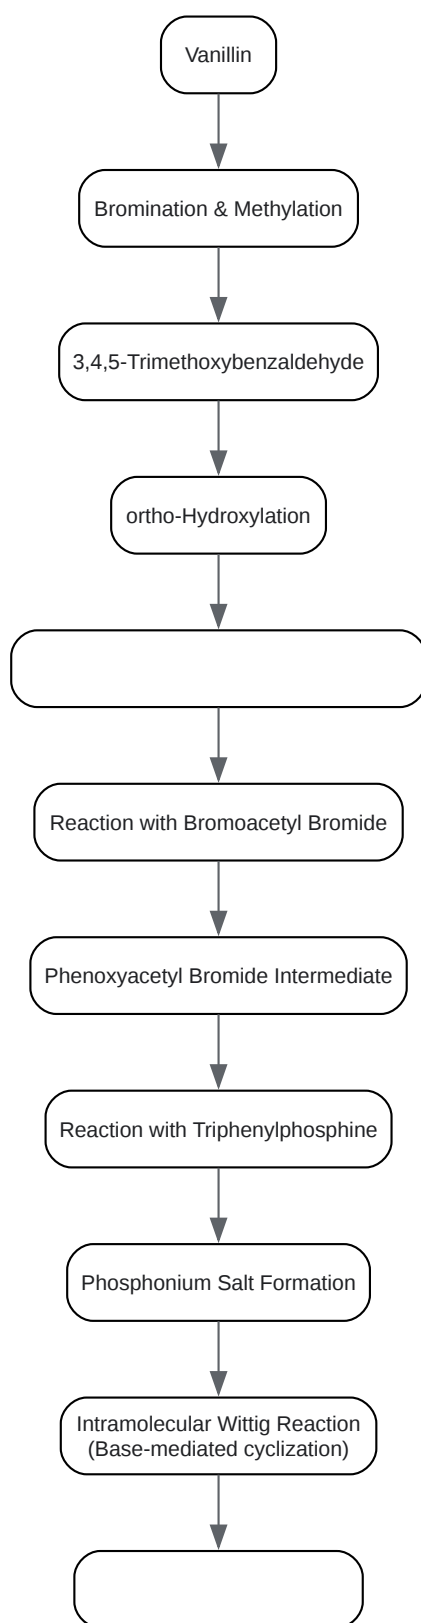 Vanillin
Bromination & Methylation
3,4,5-Trimethoxybenzaldehyde
ortho-Hydroxylation
Reaction with Bromoacetyl Bromide
Phenoxyacetyl Bromide Intermediate
Reaction with Triphenylphosphine
Phosphonium Salt Formation
Intramolecular Wittig Reaction
(Base-mediated cyclization)